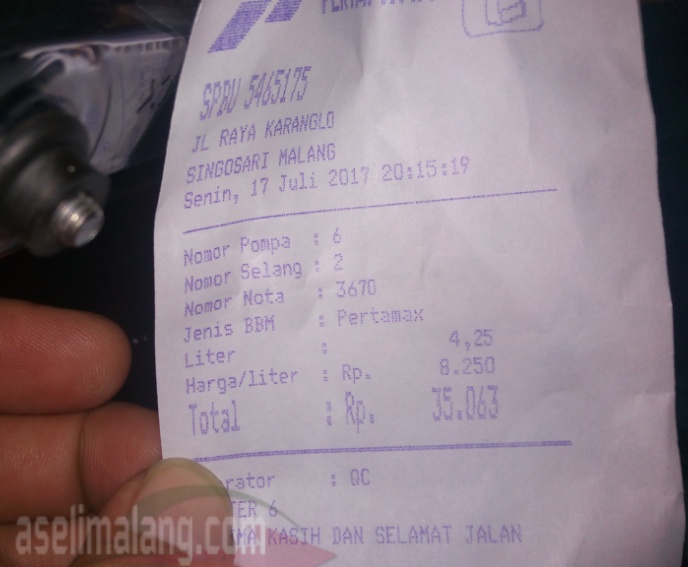 SPBU 5465175
JL RAYA KARANGLO
SINGOSARI MALANG
Senin, 17 Juli 2017 20:15:19
Nomor Pompa : 6
Nomor Selang : 2
Nomor Nota : 3670
Jenis BBM : Pertamax
Liter : 4,25
Harga/liter : Rp. 8.250
Total : Rp. 35.063
rator : QC
TER 6
MA KASIH DAN SELAMAT JALAN
aselimalang.com